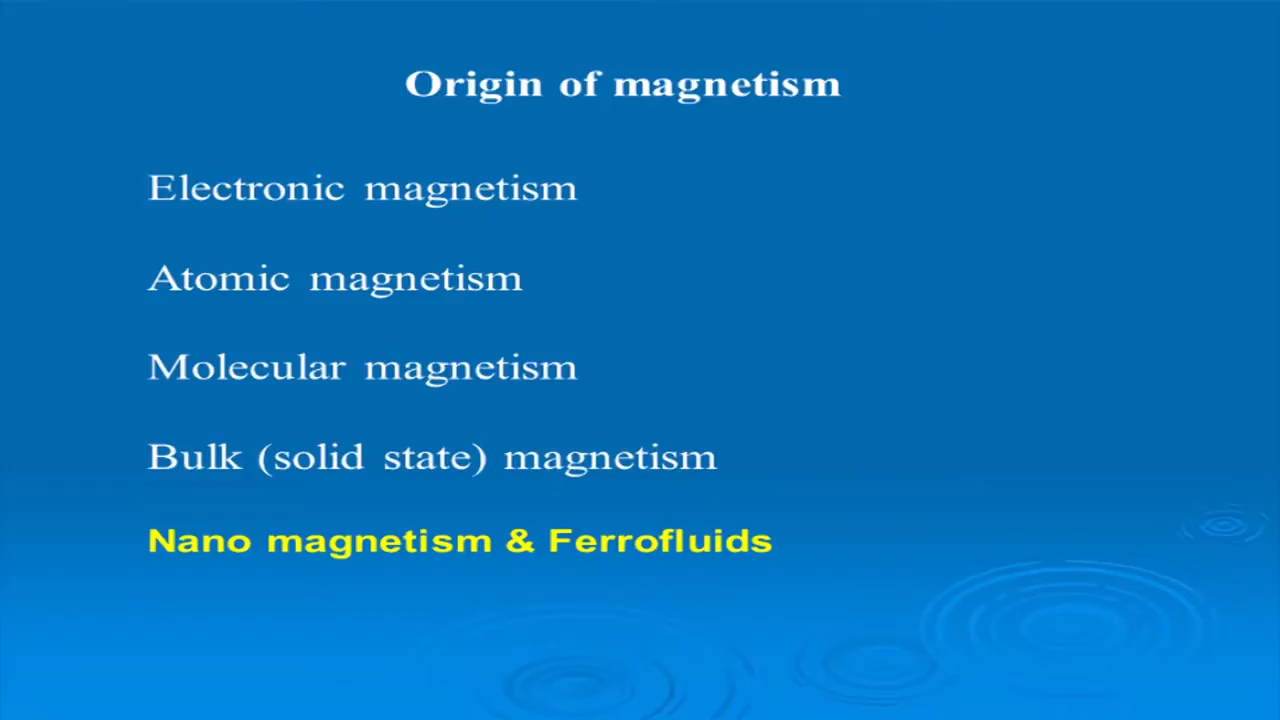 Origin of magnetism
Electronic magnetism
Atomic magnetism
Molecular magnetism
Bulk (solid state) magnetism
Nano magnetism & Ferrofluids